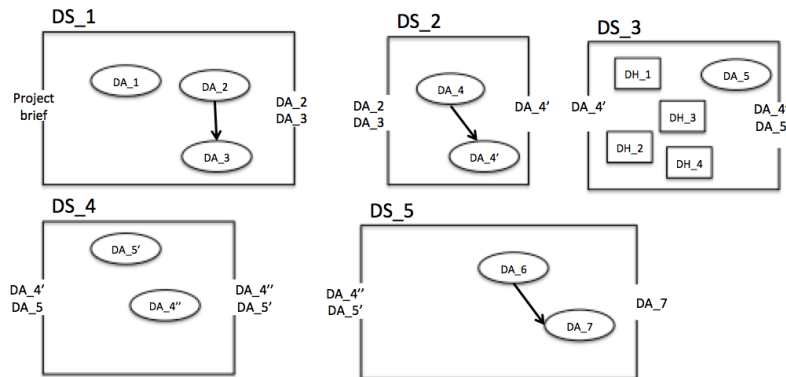 DS_1
DA_1
DA_2
DA_3
Project
brief
DA_2
DA_3
DS_2
DA_4
DA_4′
DA_2
DA_3
DA_4′
DS_3
DH_1
DA_5
DH_3
DH_2
DH_4
DA_4′
DA_4′
DA_5
DS_4
DA_5′
DA_4′′
DA_4′
DA_5
DA_4′′
DA_5′
DS_5
DA_6
DA_7
DA_4′′
DA_5′
DA_7